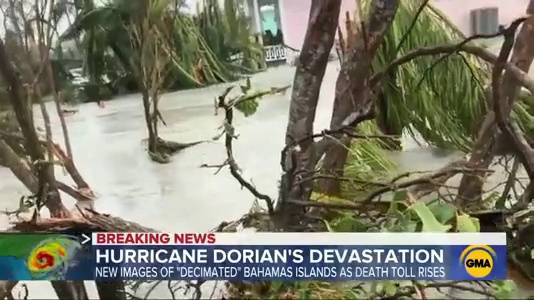 BREAKING NEWS
HURRICANE DORIAN'S DEVASTATION
NEW IMAGES OF "DECIMATED" BAHAMAS ISLANDS AS DEATH TOLL RISES
GMA